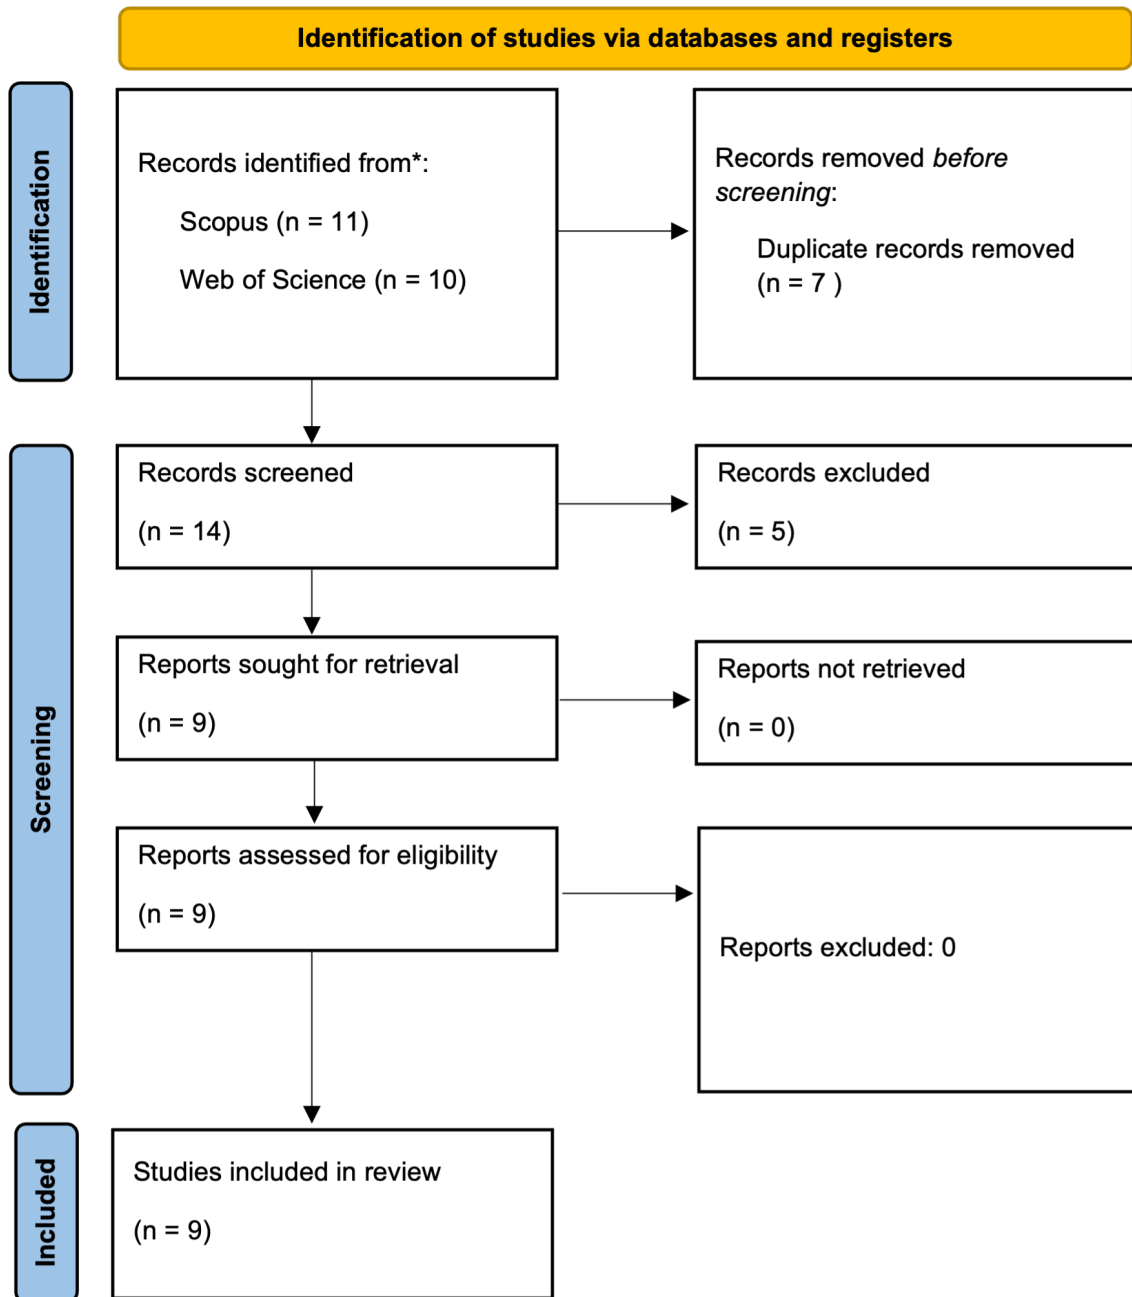 Identification of studies via databases and registers
Identification
Records identified from*:
Scopus (n = 11)
Web of Science (n = 10)
Records removed before
screening:
Duplicate records removed
(n = 7 )
Screening
Records screened
(n = 14)
Records excluded
(n = 5)
Reports sought for retrieval
(n = 9)
Reports not retrieved
(n = 0)
Reports assessed for eligibility
(n = 9)
Reports excluded: 0
Included
Studies included in review
(n = 9)